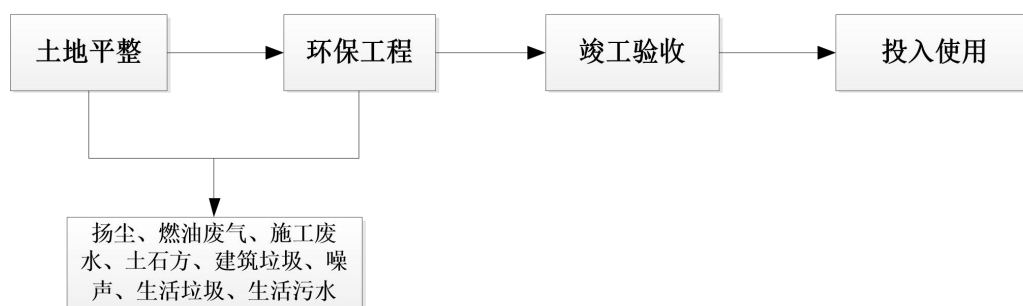 土地平整
环保工程
竣工验收
投入使用
扬尘、燃油废气、施工废
水、土石方、建筑垃圾、噪
声、生活垃圾、生活污水